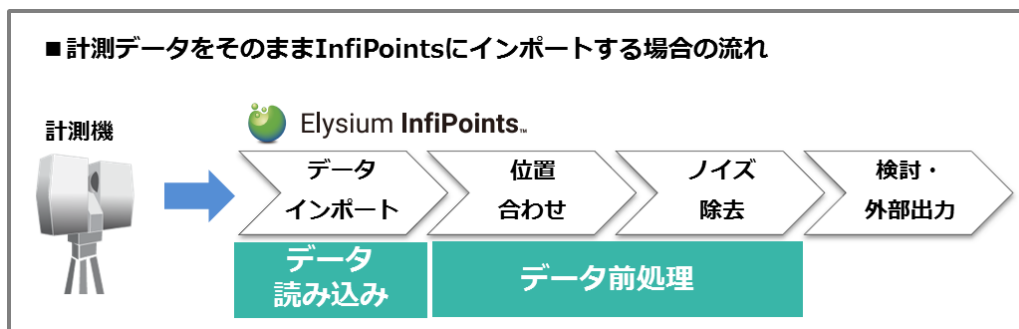 ■計測データをそのままInfiPointsにインポートする場合の流れ
計測機
Elysium InfiPoints™
データ
インポート
位置
合わせ
ノイズ
除去
検討・
外部出力
データ
読み込み
データ前処理